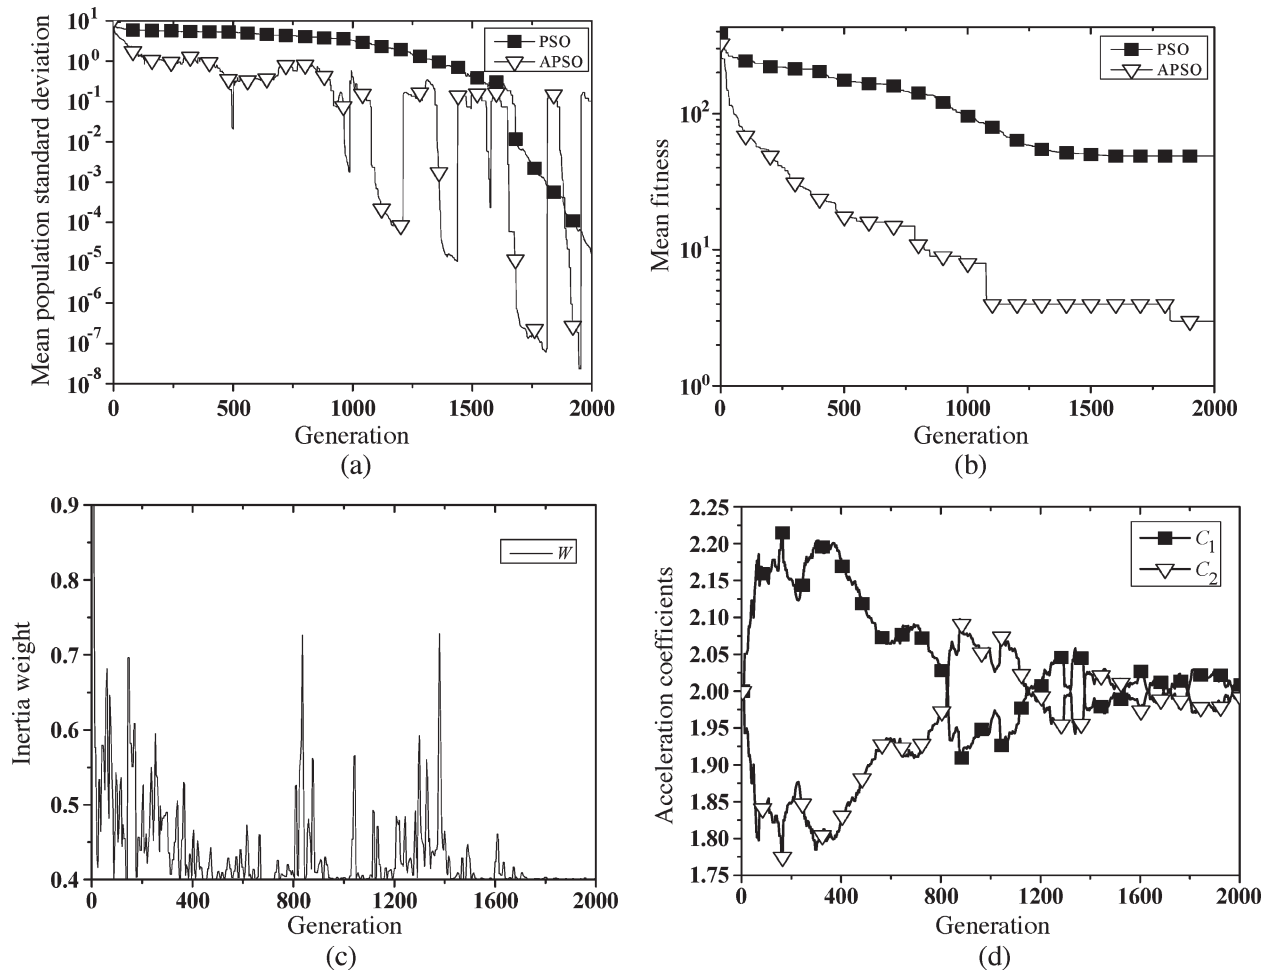 Mean population standard deviation
10^1
10^0
10^-1
10^-2
10^-3
10^-4
10^-5
10^-6
10^-7
10^-8
PSO
APSO
0 500 1000 1500 2000
Generation
(a)
Mean fitness
10^2
10^1
10^0
PSO
APSO
0 500 1000 1500 2000
Generation
(b)
Inertia weight
0.9
0.8
0.7
0.6
0.5
0.4
W
0 400 800 1200 1600 2000
Generation
(c)
Acceleration coefficients
2.25
2.20
2.15
2.10
2.05
2.00
1.95
1.90
1.85
1.80
1.75
C_1
C_2
0 400 800 1200 1600 2000
Generation
(d)